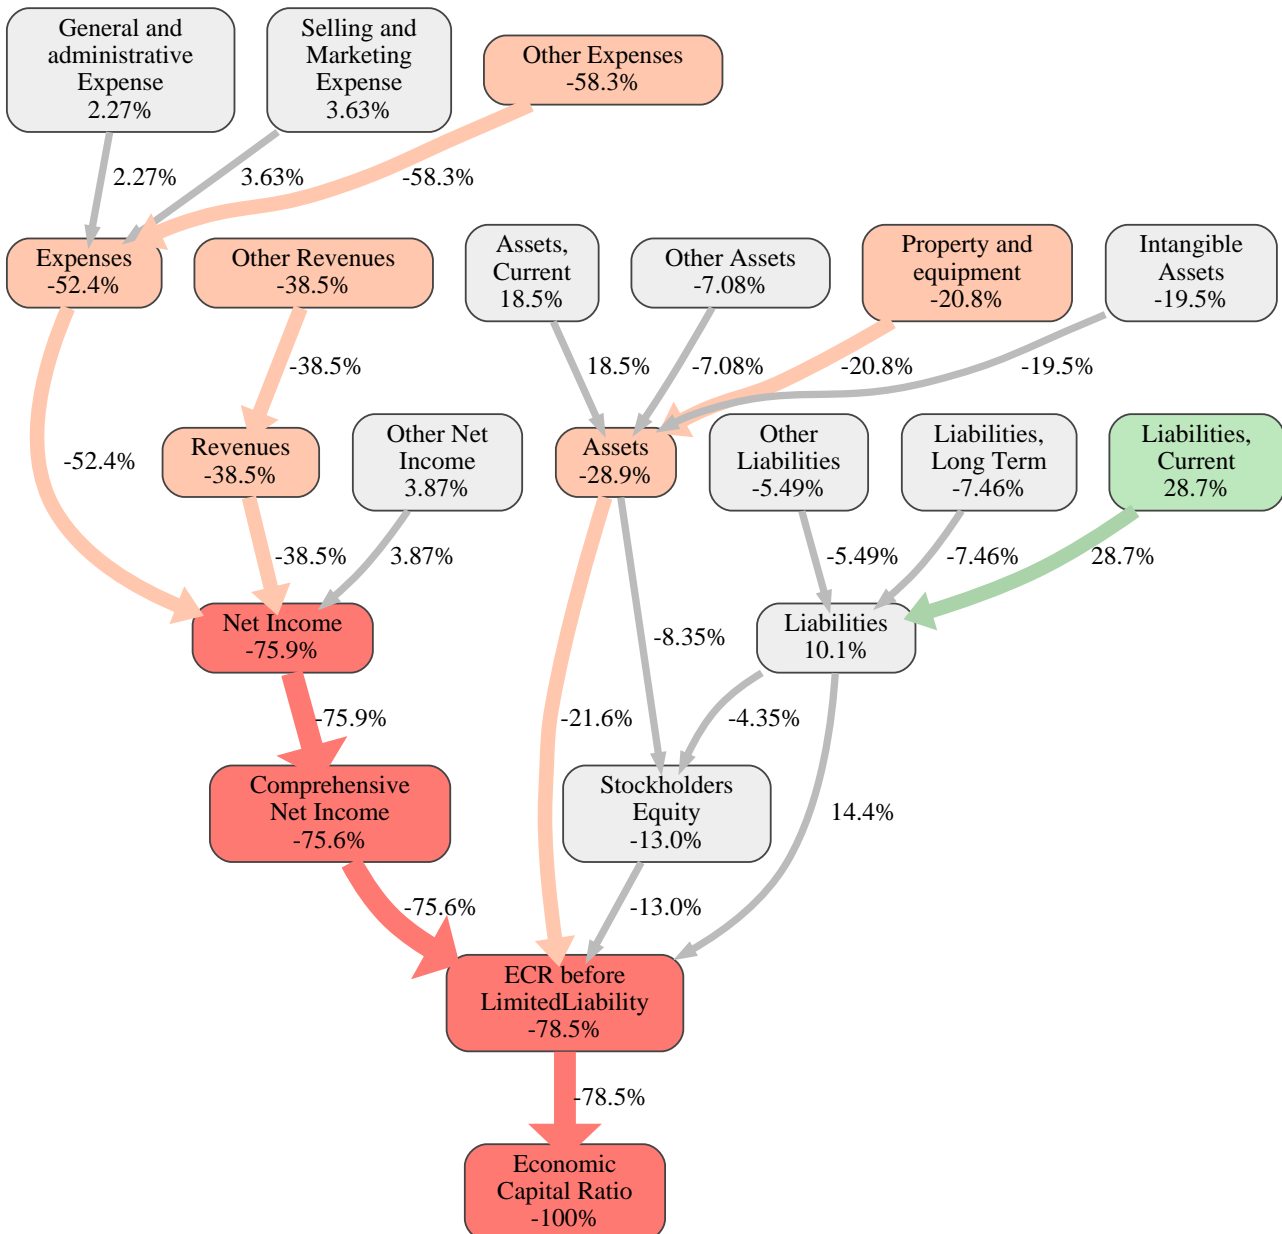 General and
administrative
Expense
2.27%
Selling and
Marketing
Expense
3.63%
Other Expenses
-58.3%
2.27%
3.63%
-58.3%
Expenses
-52.4%
Other Revenues
-38.5%
Assets,
Current
18.5%
Other Assets
-7.08%
Property and
equipment
-20.8%
Intangible
Assets
-19.5%
-38.5%
18.5%
-7.08%
-20.8%
-19.5%
-52.4%
Revenues
-38.5%
Other Net
Income
3.87%
Assets
-28.9%
Other
Liabilities
-5.49%
Liabilities,
Long Term
-7.46%
Liabilities,
Current
28.7%
-38.5%
3.87%
-5.49%
-7.46%
28.7%
Net Income
-75.9%
-8.35%
Liabilities
10.1%
-75.9%
-21.6%
-4.35%
Comprehensive
Net Income
-75.6%
Stockholders
Equity
-13.0%
14.4%
-75.6%
-13.0%
ECR before
LimitedLiability
-78.5%
-78.5%
Economic
Capital Ratio
-100%